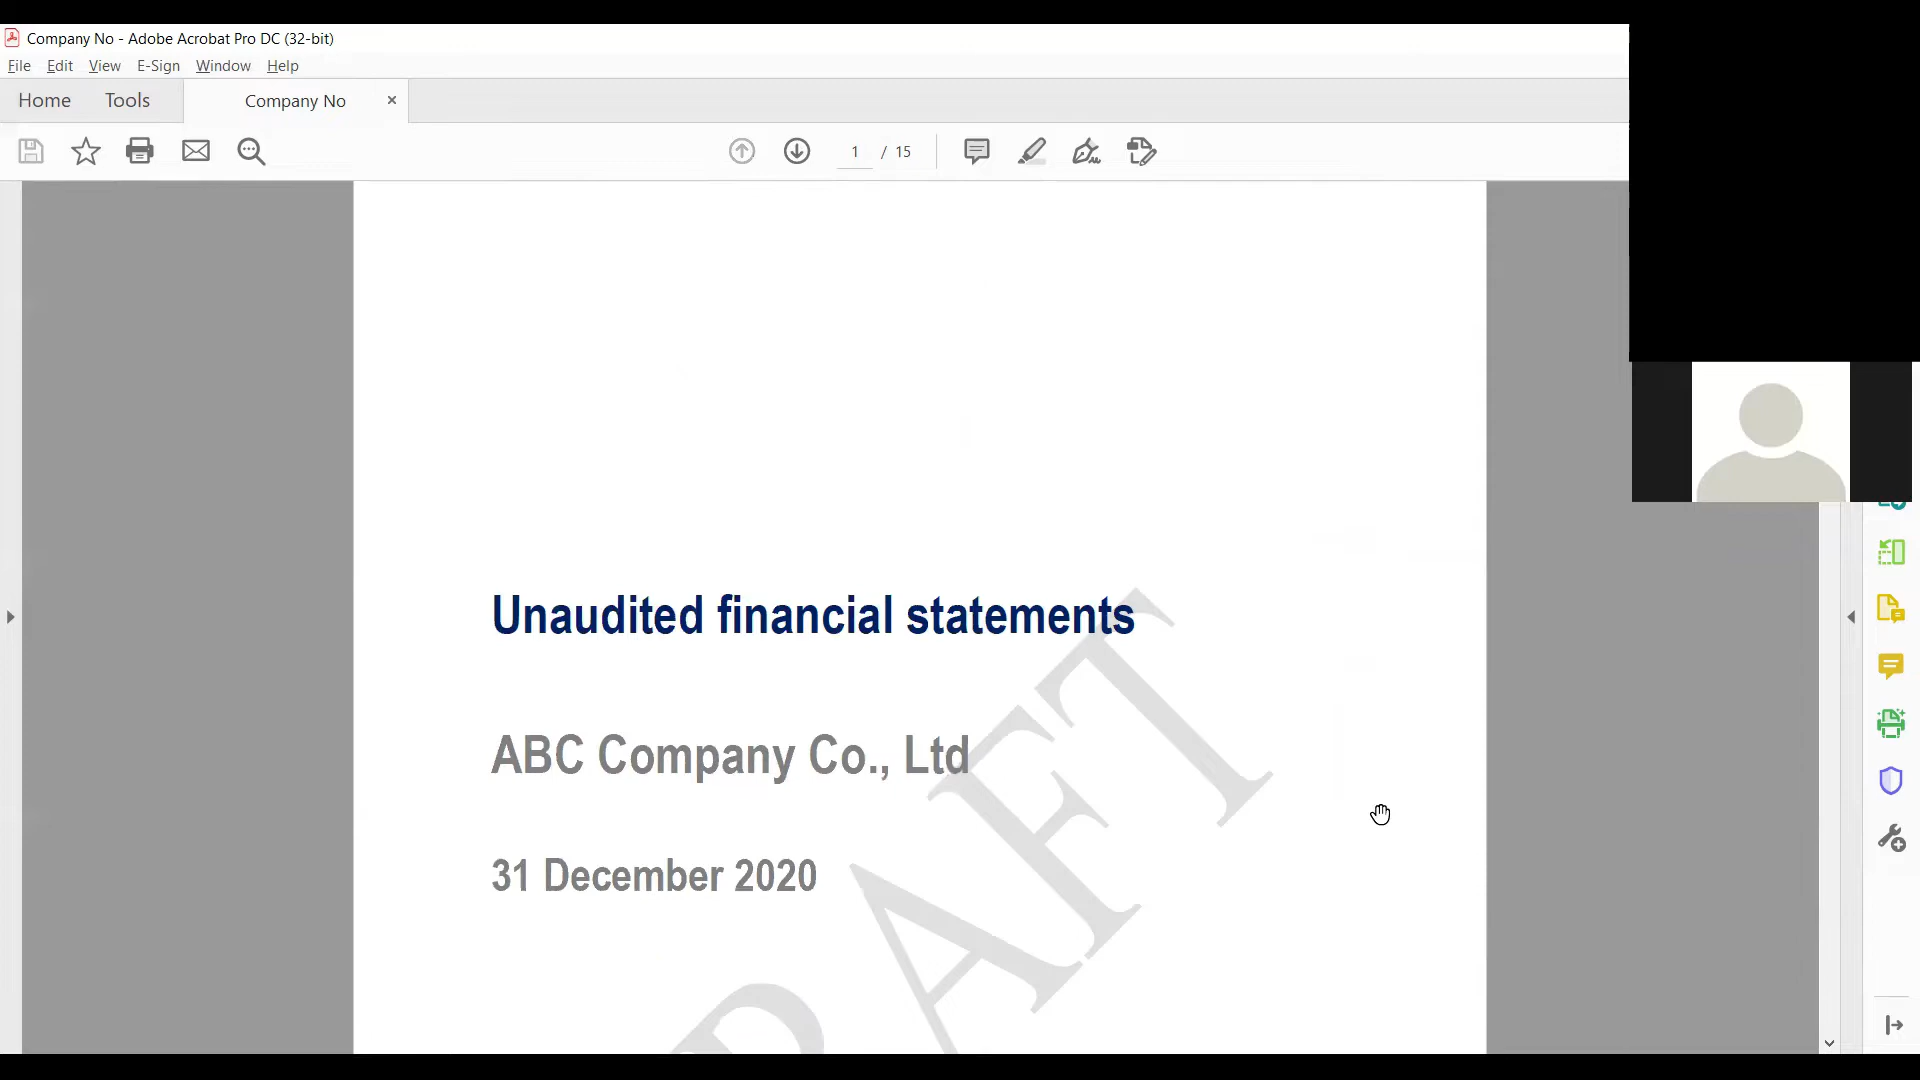 Company No - Adobe Acrobat Pro DC (32-bit)
File Edit View E-Sign Window Help
Home Tools Company No ×
1 / 15
Unaudited financial statements
ABC Company Co., Ltd
31 December 2020
RAFT